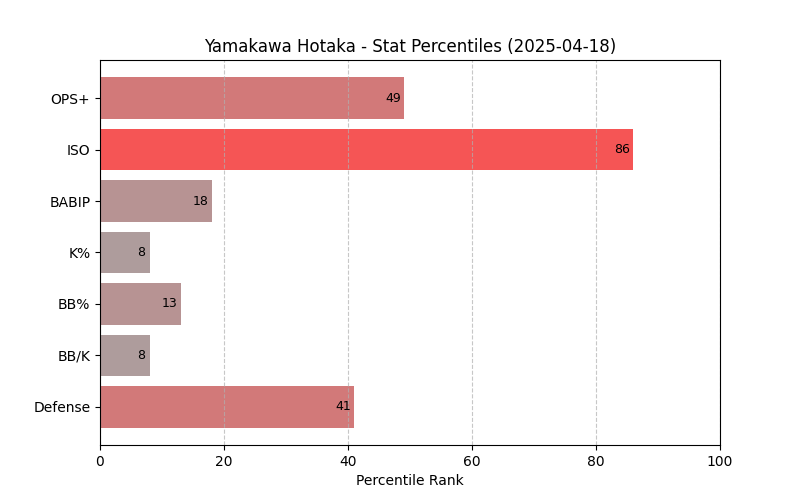 Yamakawa Hotaka - Stat Percentiles (2025-04-18)
OPS+
49
ISO
86
BABIP
18
K%
8
BB%
13
BB/K
8
Defense
41
0 20 40 60 80 100
Percentile Rank